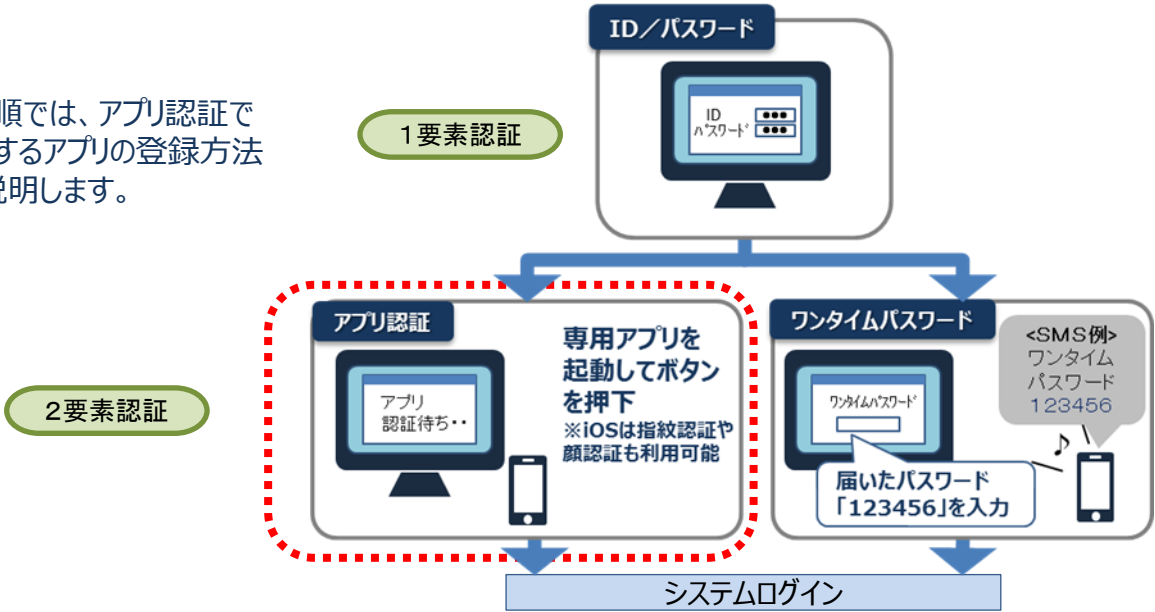 ID／パスワード
ID
パスワード
順では、アプリ認証で
するアプリの登録方法
説明します。
１要素認証
アプリ認証
アプリ
認証待ち・・
専用アプリを
起動してボタン
を押下
※iOSは指紋認証や
顔認証も利用可能
ワンタイムパスワード
ワンタイムパスワード
<SMS例>
ワンタイム
パスワード
123456
♪
届いたパスワード
「123456」を入力
２要素認証
システムログイン